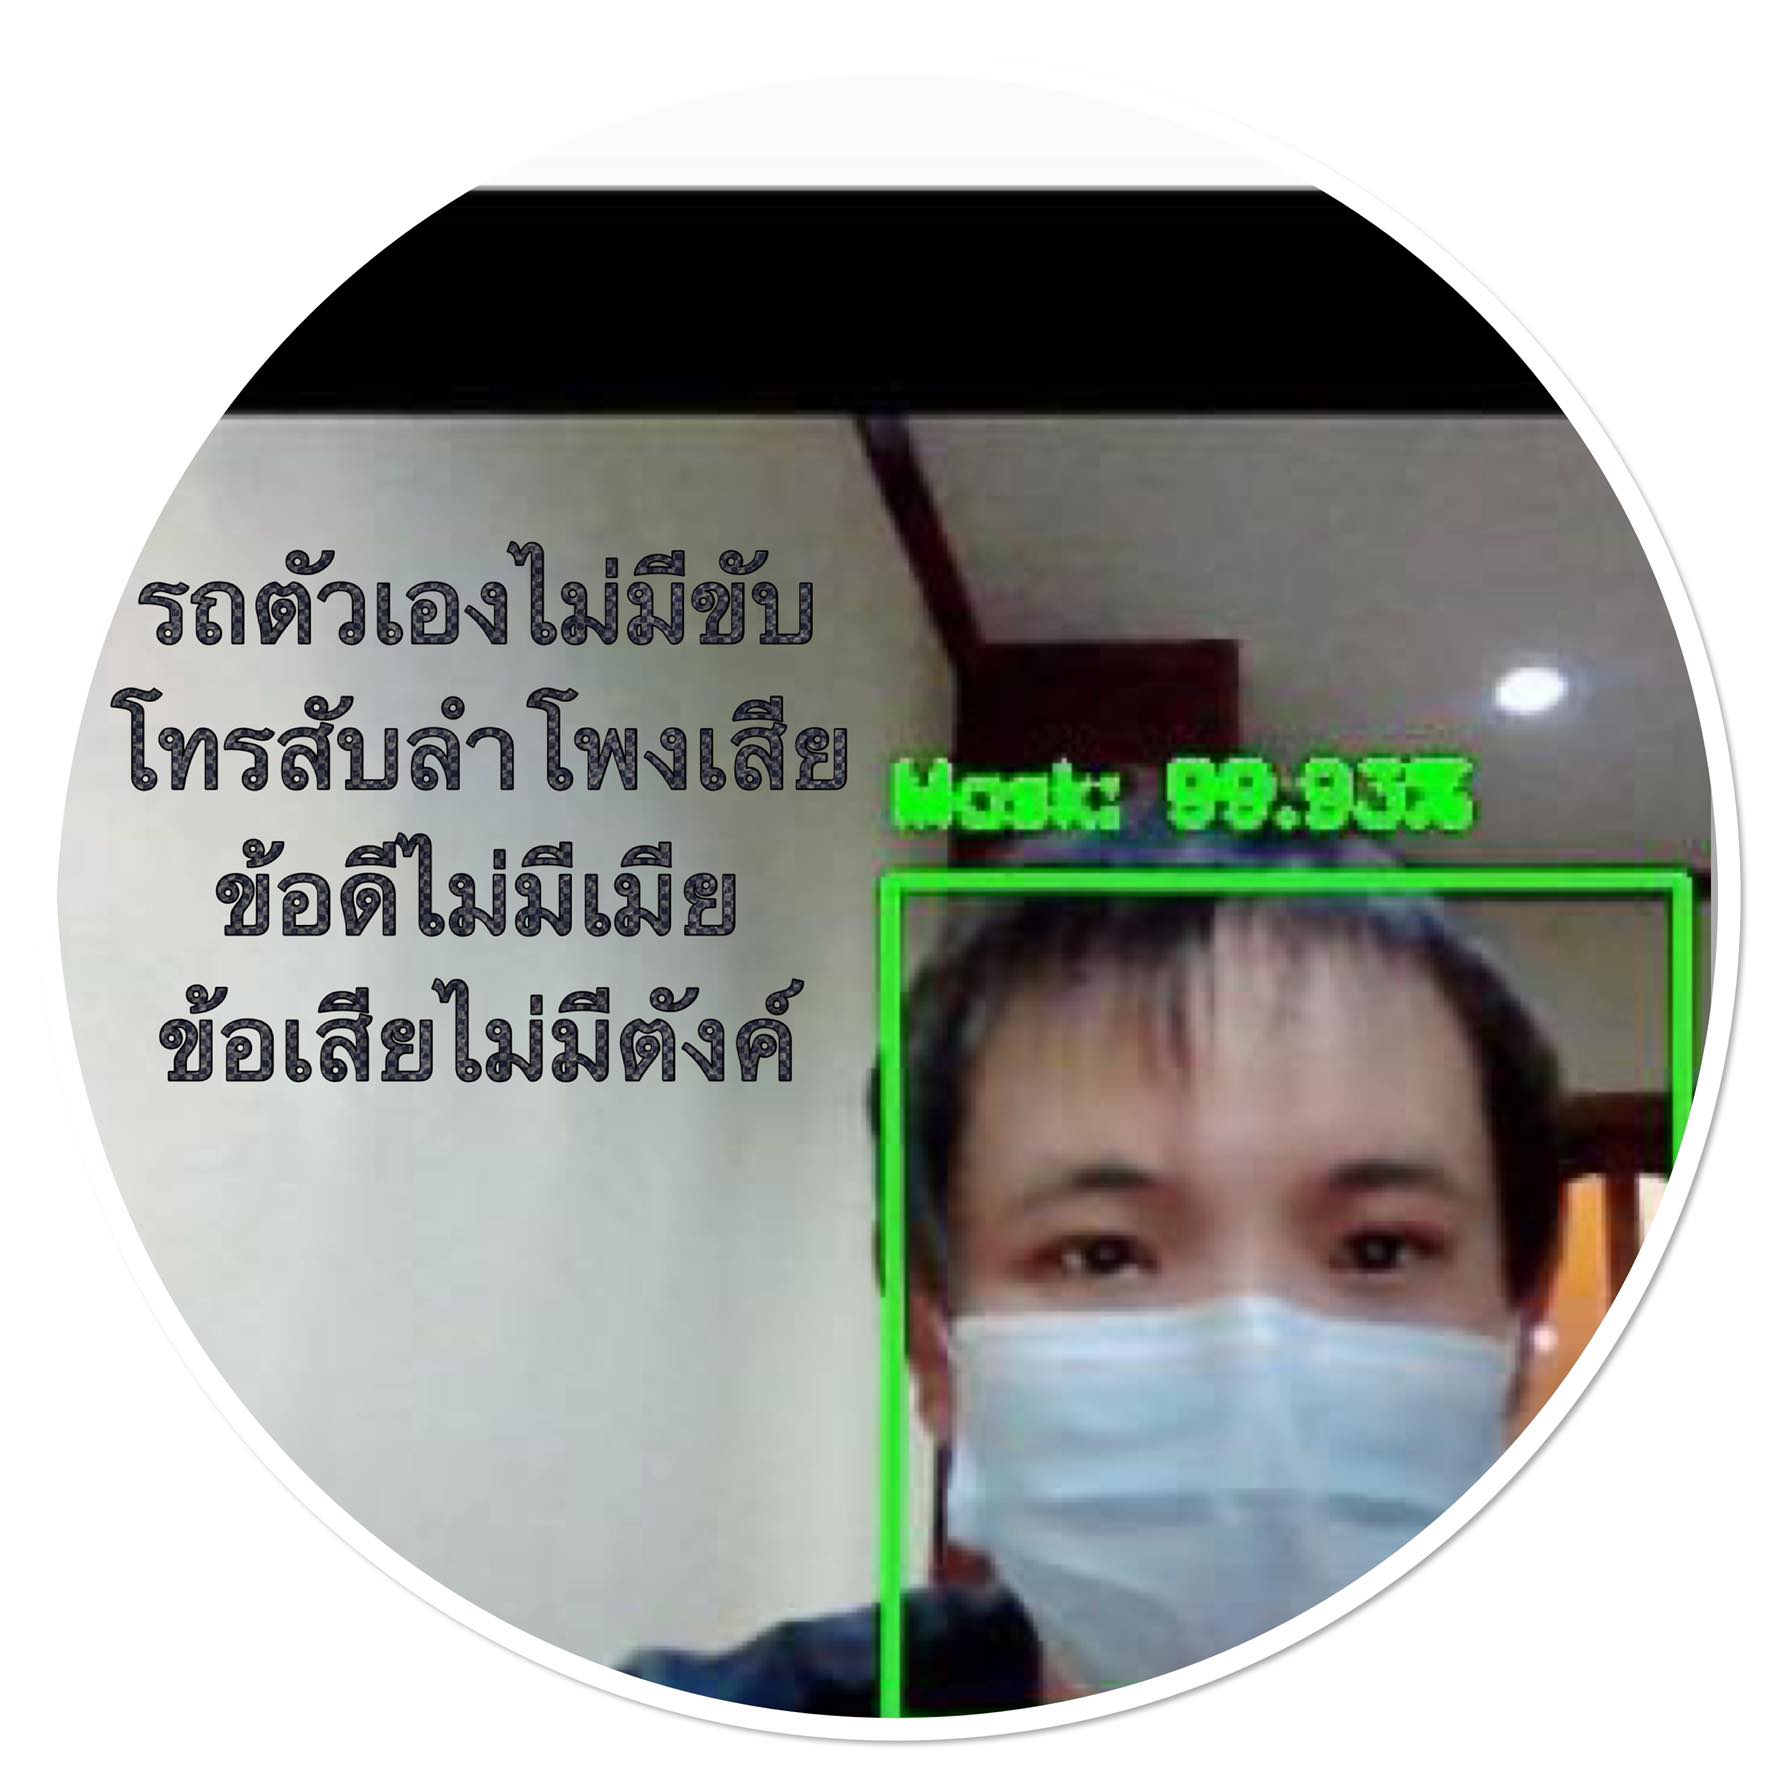 รถตัวเองไม่มีขับ
โทรสับลำโพงเสีย
ข้อดีไม่มีเมีย
ข้อเสียไม่มีตังค์
Mask: 99.93%